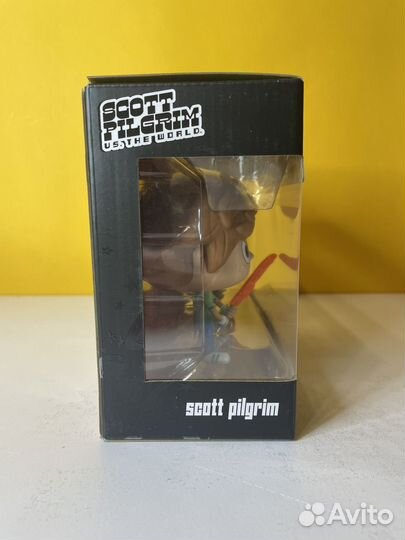 SCOTT
PILGRIM
VS. THE WORLD.
scott pilgrim
Avito